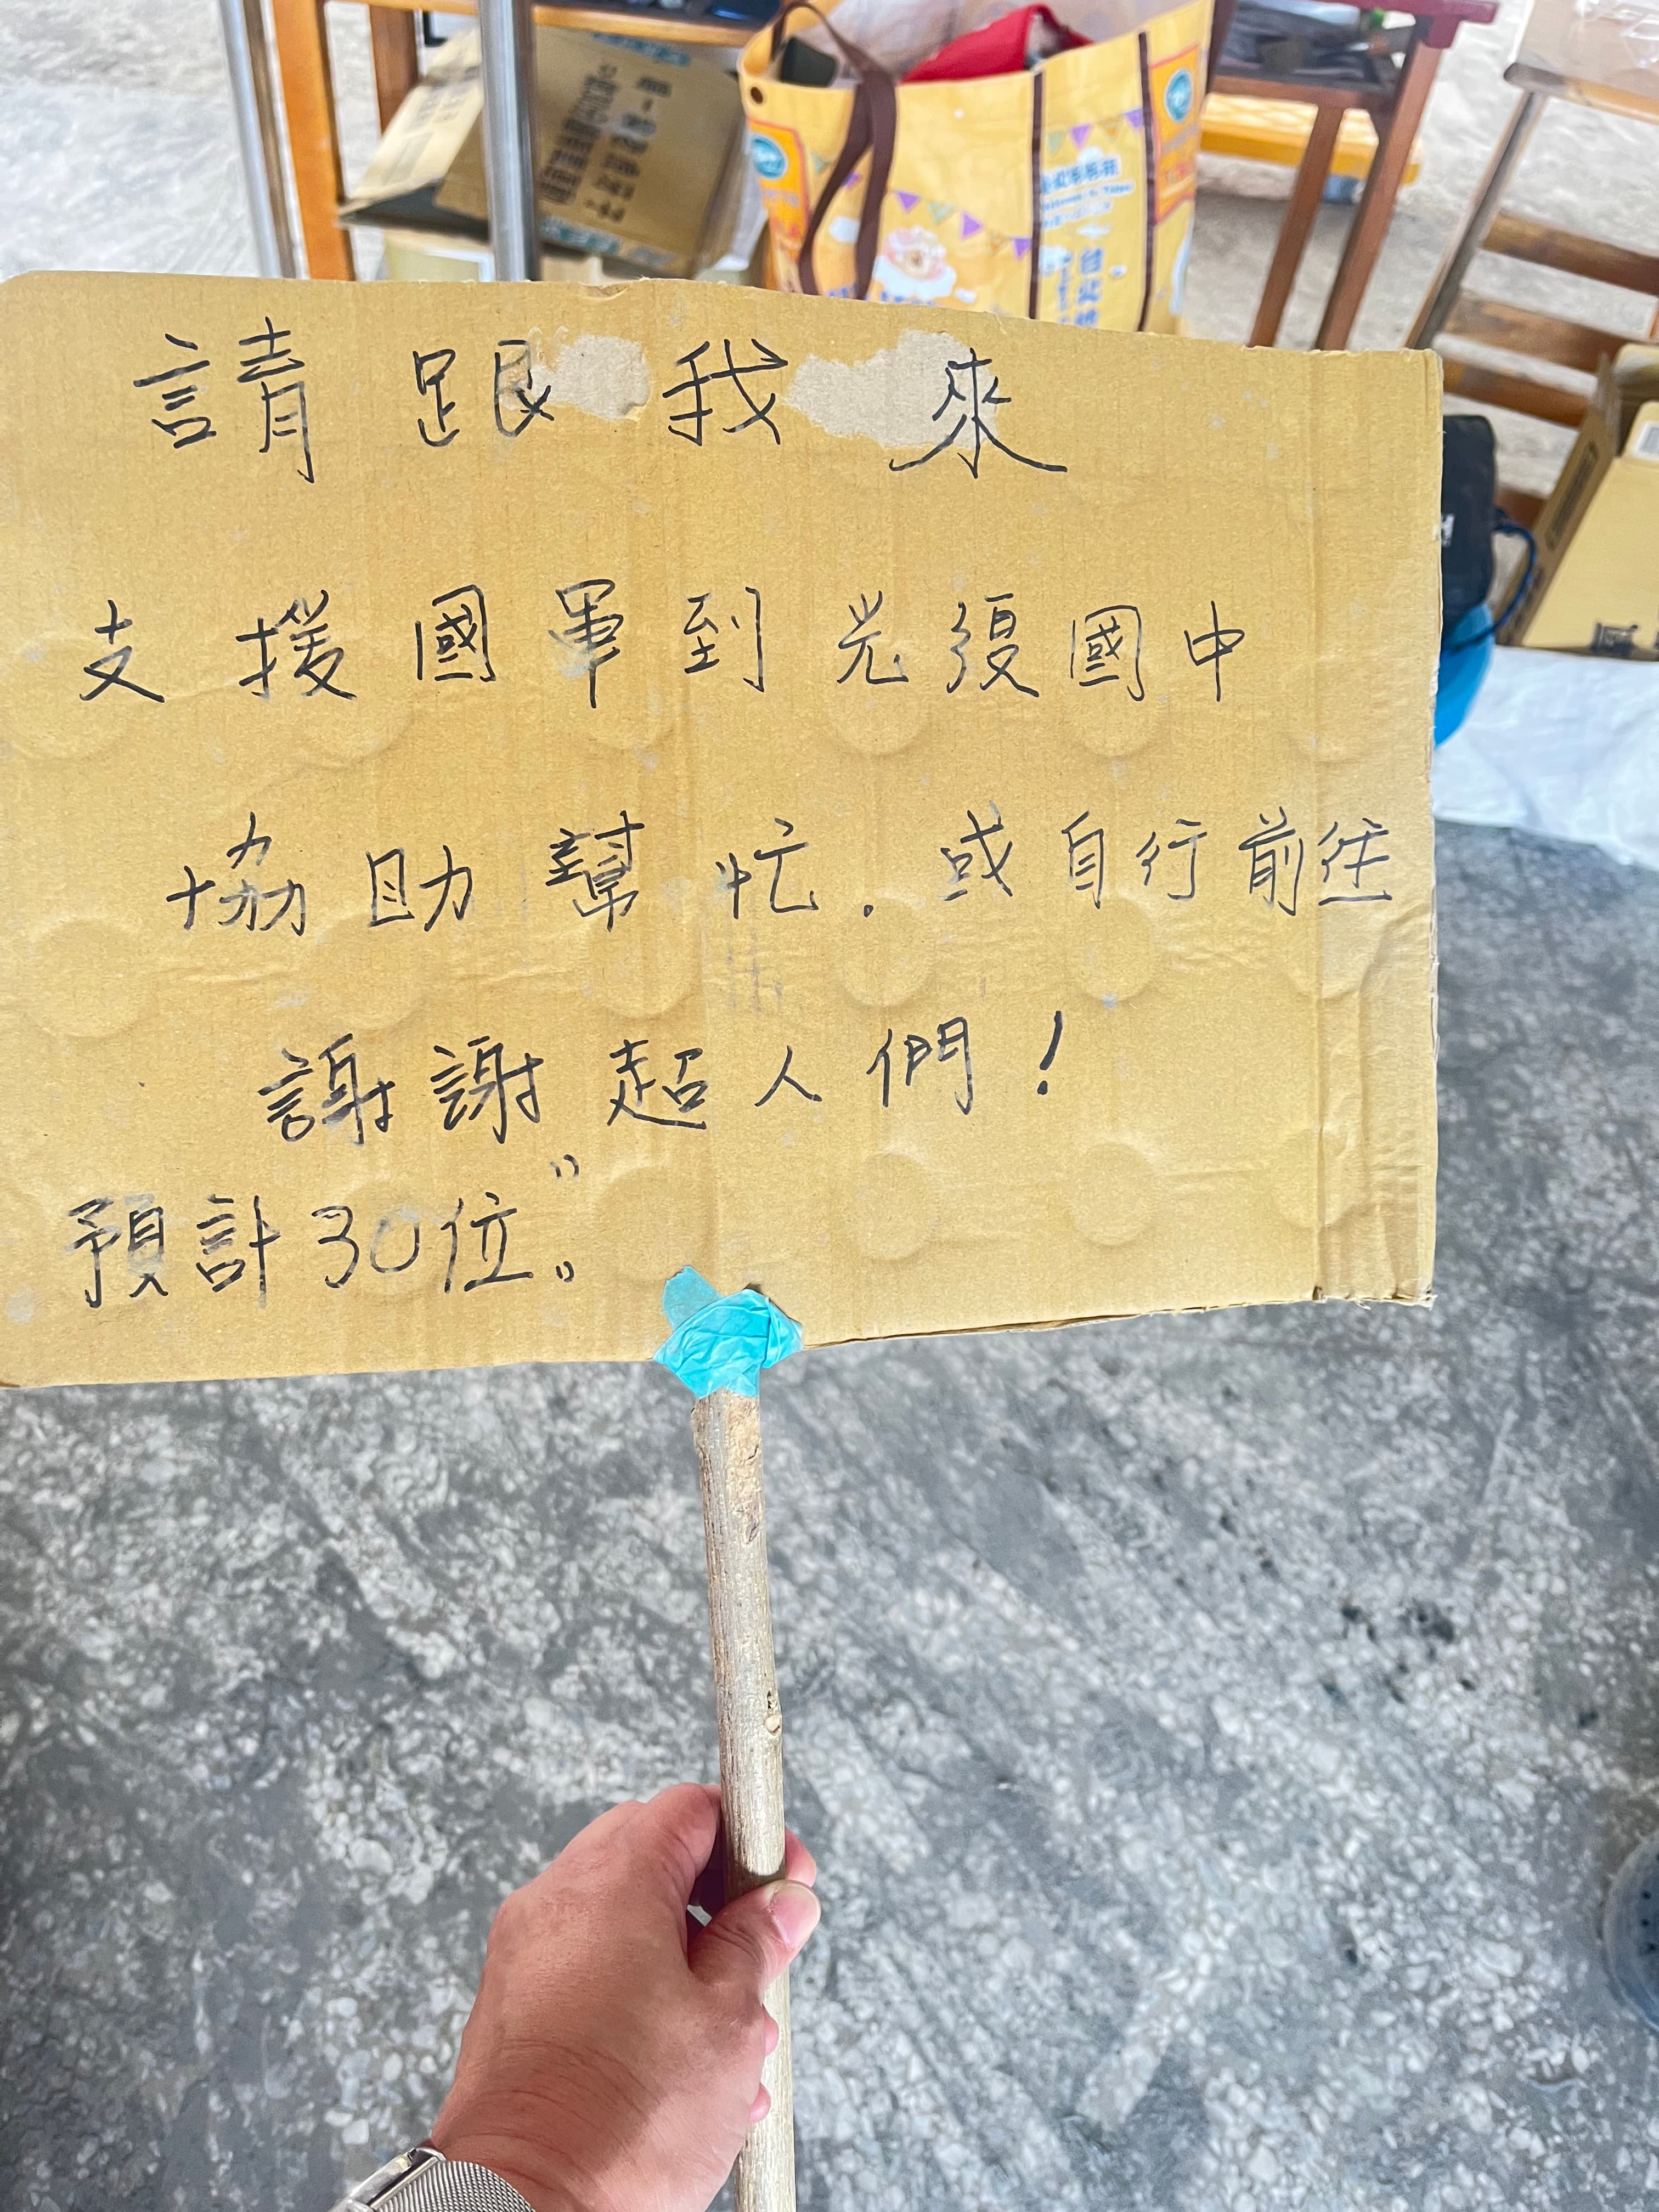 請跟我來
支援國軍到光復國中
協助幫忙.或自行前往
謝謝超人們!
預計30位。